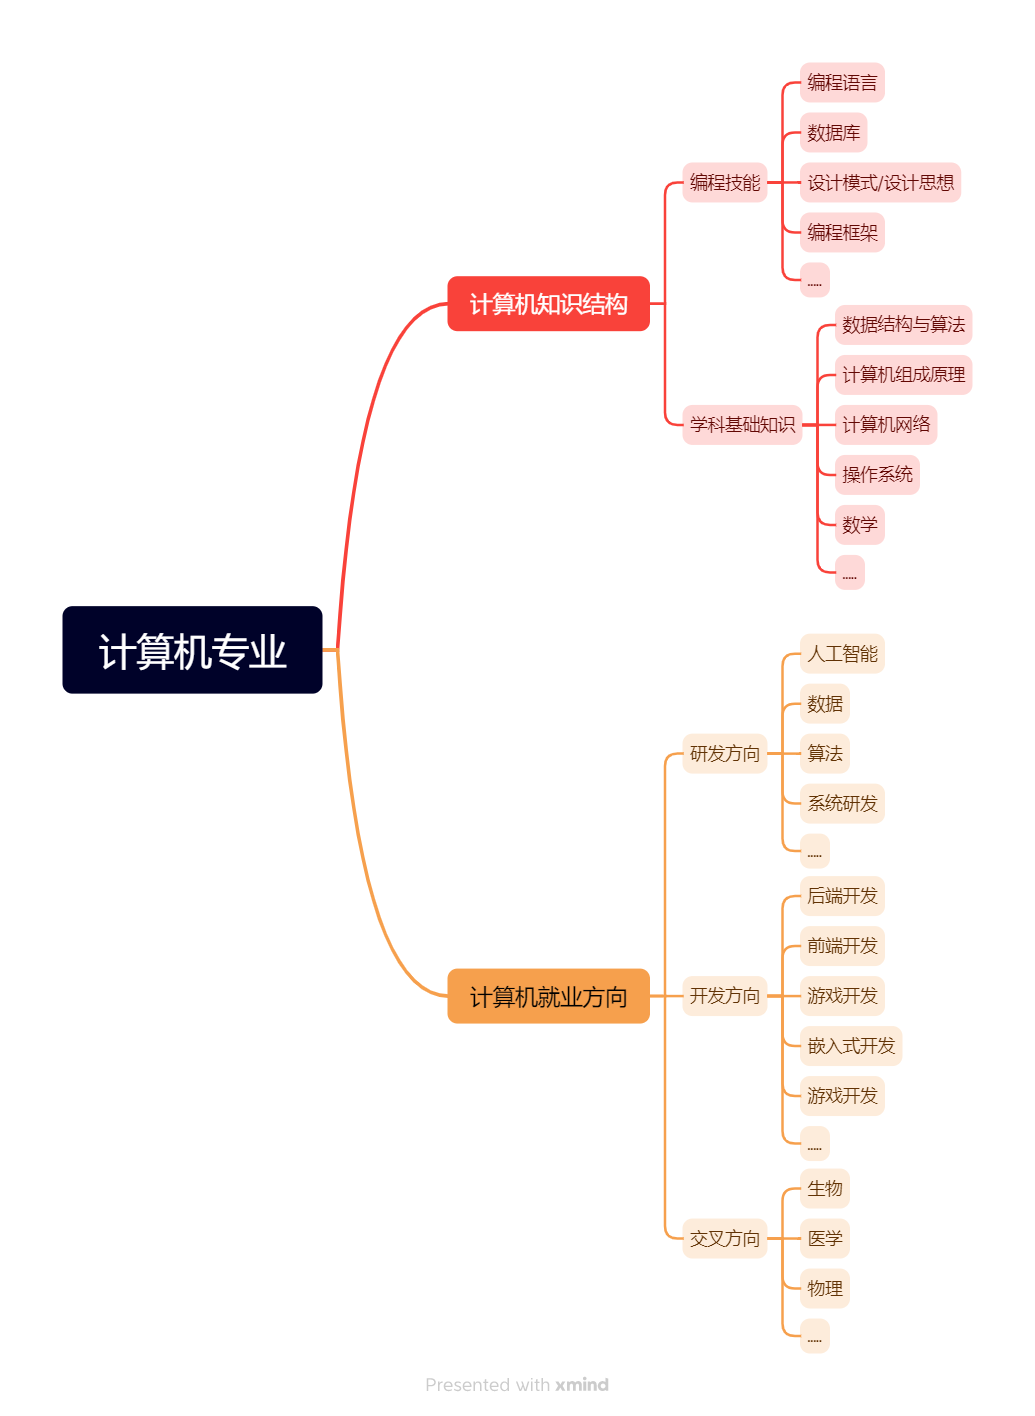 计算机专业
计算机知识结构
编程技能
编程语言
数据库
设计模式/设计思想
编程框架
.....
学科基础知识
数据结构与算法
计算机组成原理
计算机网络
操作系统
数学
.....
计算机就业方向
研发方向
人工智能
数据
算法
系统研发
.....
开发方向
后端开发
前端开发
游戏开发
嵌入式开发
游戏开发
.....
交叉方向
生物
医学
物理
.....
Presented with xmind